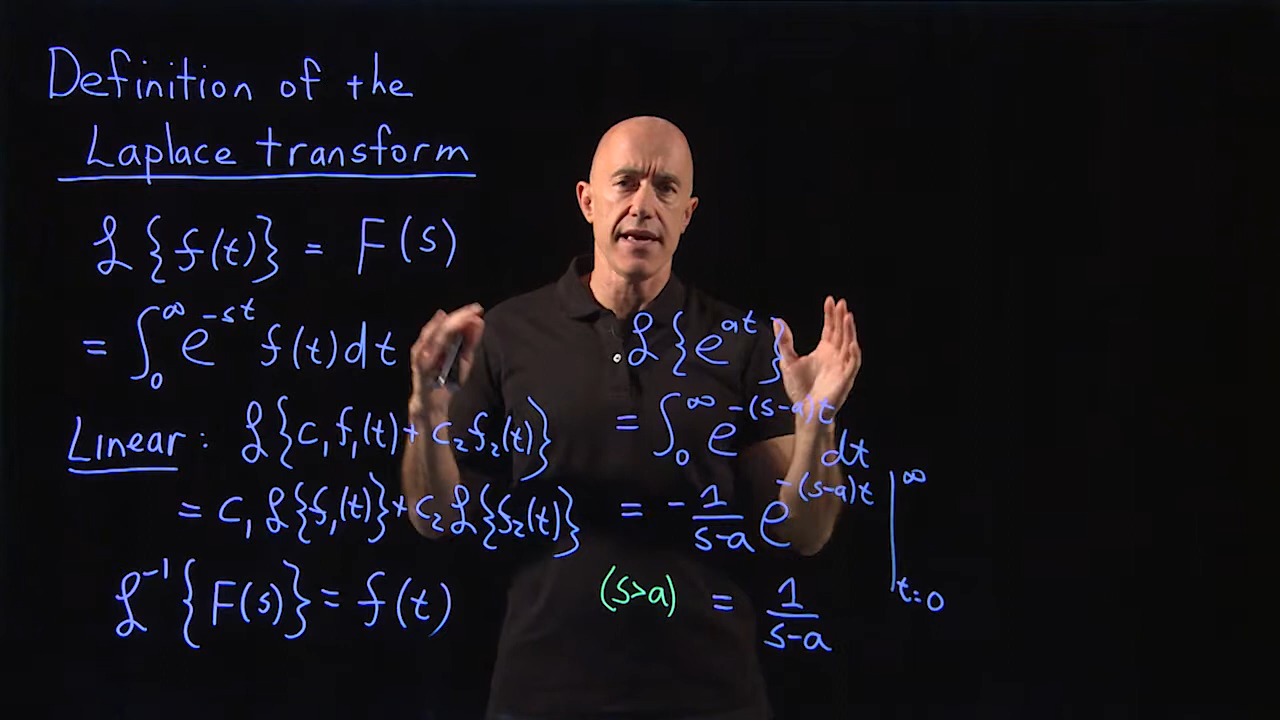 Definition of the
Laplace transform
ℒ{f(t)} = F(s)
= ∫₀^∞ e^{-st} f(t)dt
Linear: ℒ{c₁f₁(t)+c₂f₂(t)}
= c₁ℒ{f₁(t)}+c₂ℒ{f₂(t)}
ℒ⁻¹{F(s)} = f(t)
ℒ{e^{at}}
= ∫₀^∞ e^{-(s-a)t} dt
= -1/(s-a) e^{-(s-a)t} |_{t=0}^∞
(s>a) = 1/(s-a)